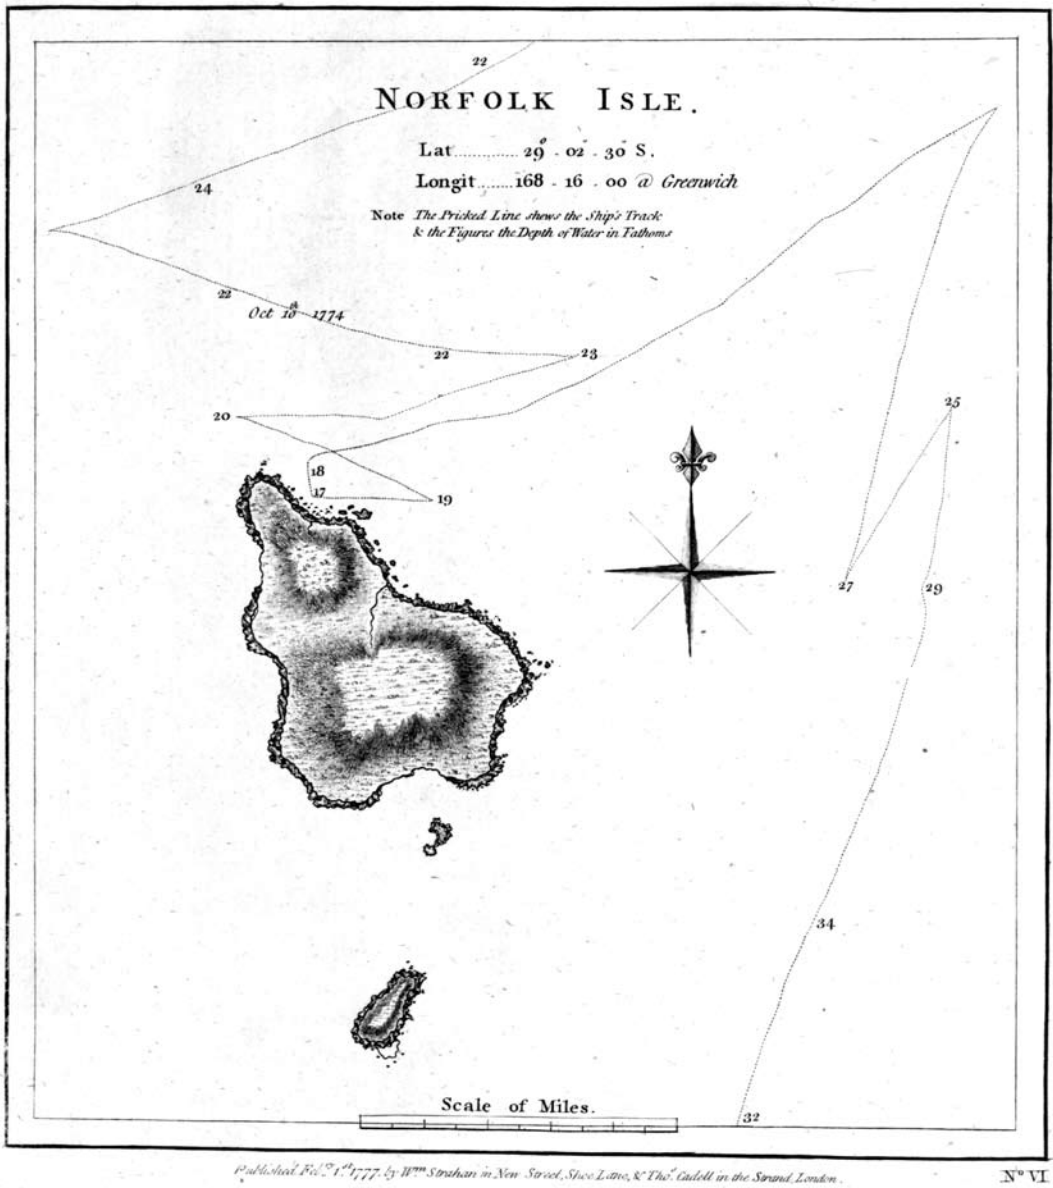 22
NORFOLK ISLE.
Lat.............29° . 02' . 30" S.
Longit.......168 . 16 . 00 @ Greenwich
24
Note The Pricked Line shews the Ship's Track
& the Figures the Depth of Water in Fathoms
22
Oct 10th 1774
22
23
20
25
18
17
19
27
29
34
Scale of Miles.
32
Published Feby. 1st. 1777. by Wm. Strahan in New Street, Shoe Lane, & Thos. Cadell in the Strand, London.
No VI